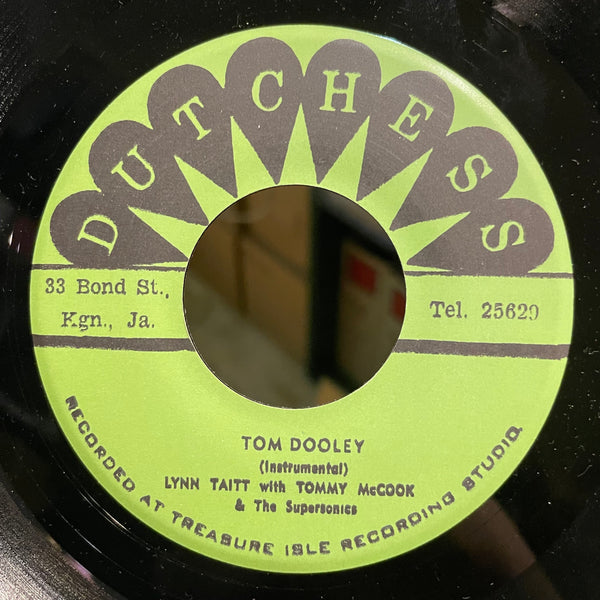 DUTCHESS
33 Bond St.,
Kgn., Ja.
Tel. 25629
TOM DOOLEY
(Instrumental)
LYNN TAITT with TOMMY McCOOK
& The Supersonics
RECORDED AT TREASURE ISLE RECORDING STUDIO